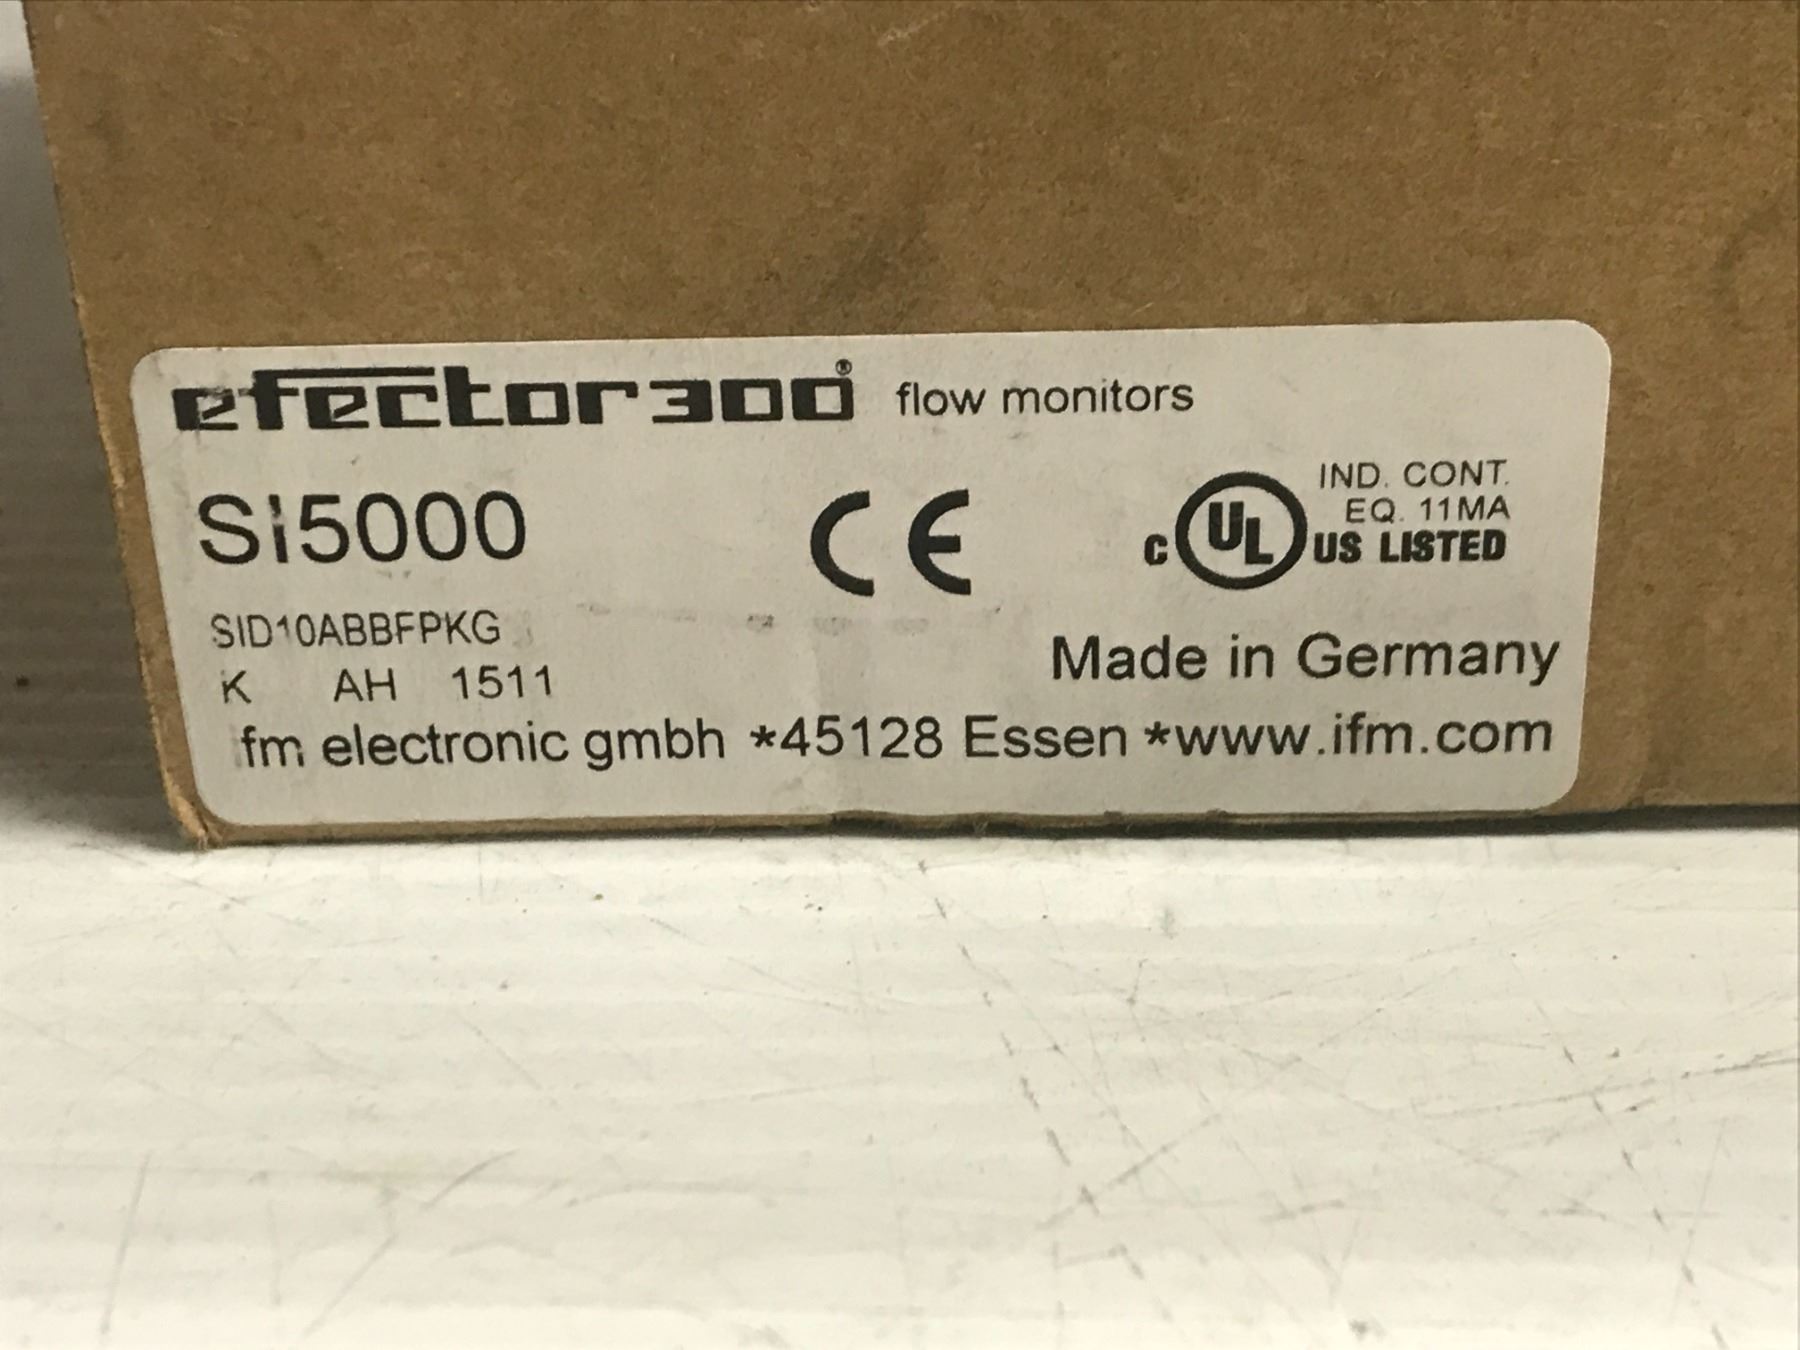 efector300® flow monitors
SI5000
CE
IND. CONT.
EQ. 11MA
c UL US LISTED
SID10ABBFPKG
K AH 1511
Made in Germany
fm electronic gmbh *45128 Essen *www.ifm.com